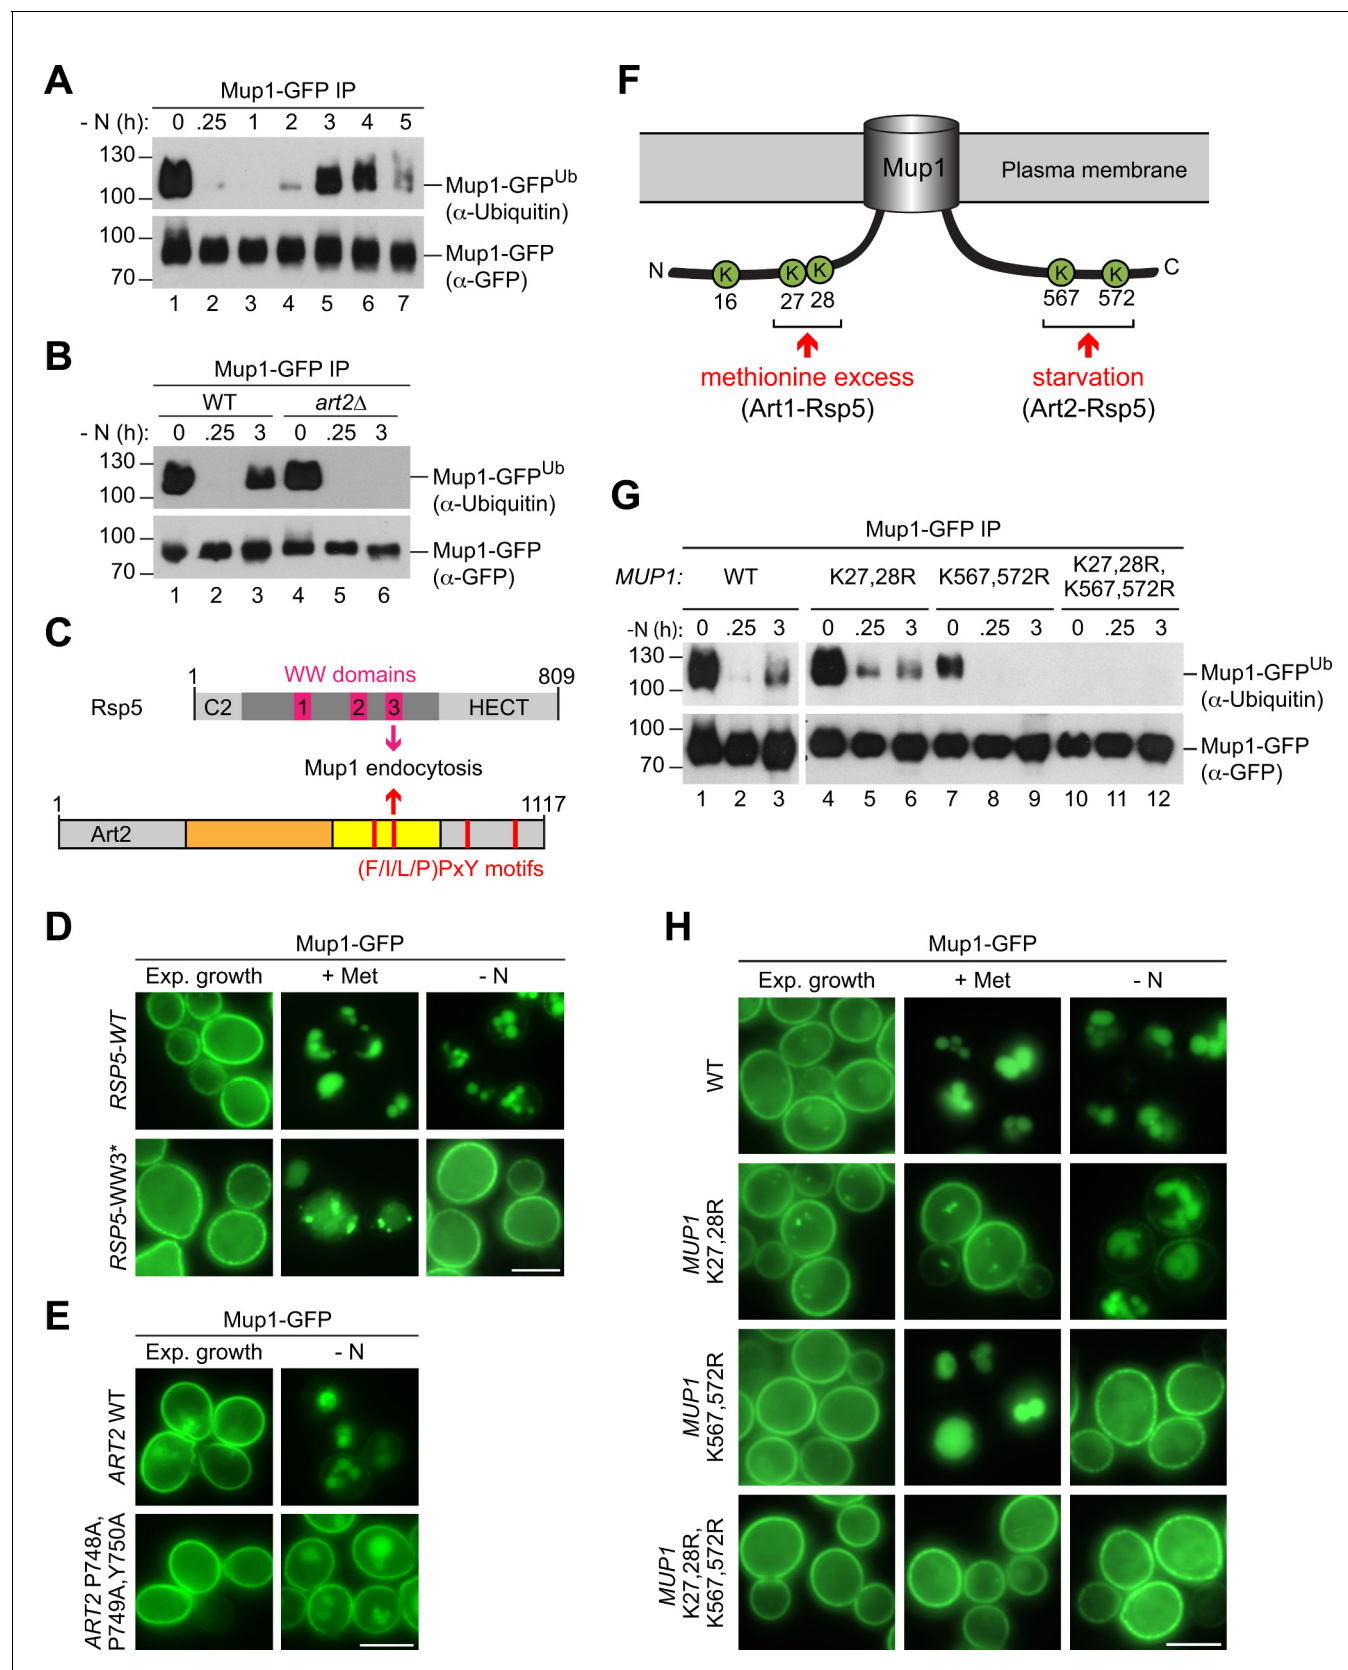 A
Mup1-GFP IP
- N (h): 0 .25 1 2 3 4 5
130
100
Mup1-GFPUb
(α-Ubiquitin)
100
70
Mup1-GFP
(α-GFP)
1 2 3 4 5 6 7
B
Mup1-GFP IP
WT art2Δ
- N (h): 0 .25 3 0 .25 3
130
100
Mup1-GFPUb
(α-Ubiquitin)
100
70
Mup1-GFP
(α-GFP)
1 2 3 4 5 6
C
1 WW domains 809
Rsp5 C2 1 2 3 HECT
Mup1 endocytosis
1 1117
Art2
(F/I/L/P)PxY motifs
D
Mup1-GFP
Exp. growth + Met - N
RSP5-WT
RSP5-WW3*
E
Mup1-GFP
Exp. growth - N
ART2 WT
ART2 P748A,
P749A,Y750A
F
Mup1
Plasma membrane
N K K K K K C
16 27 28 567 572
methionine excess starvation
(Art1-Rsp5) (Art2-Rsp5)
G
Mup1-GFP IP
MUP1: WT K27,28R K567,572R K27,28R,
K567,572R
-N (h): 0 .25 3 0 .25 3 0 .25 3 0 .25 3
130
100
Mup1-GFPUb
(α-Ubiquitin)
100
70
Mup1-GFP
(α-GFP)
1 2 3 4 5 6 7 8 9 10 11 12
H
Mup1-GFP
Exp. growth + Met - N
WT
MUP1
K27,28R
MUP1
K567,572R
MUP1
K27,28R,
K567,572R